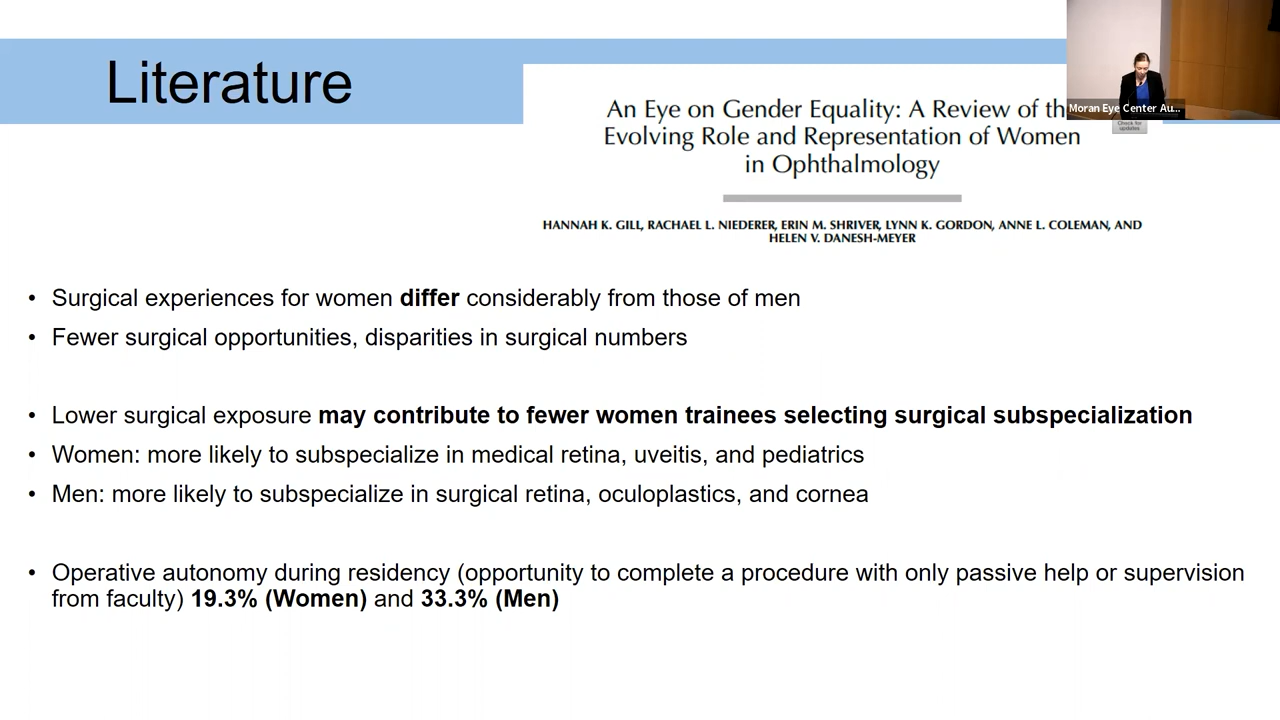 Literature
An Eye on Gender Equality: A Review of th
Evolving Role and Representation of Women
in Ophthalmology
Moran Eye Center Au...
Check for
updates
HANNAH K. GILL, RACHAEL L. NIEDERER, ERIN M. SHRIVER, LYNN K. GORDON, ANNE L. COLEMAN, AND
HELEN V. DANESH-MEYER
• Surgical experiences for women differ considerably from those of men
• Fewer surgical opportunities, disparities in surgical numbers
• Lower surgical exposure may contribute to fewer women trainees selecting surgical subspecialization
• Women: more likely to subspecialize in medical retina, uveitis, and pediatrics
• Men: more likely to subspecialize in surgical retina, oculoplastics, and cornea
• Operative autonomy during residency (opportunity to complete a procedure with only passive help or supervision
from faculty) 19.3% (Women) and 33.3% (Men)